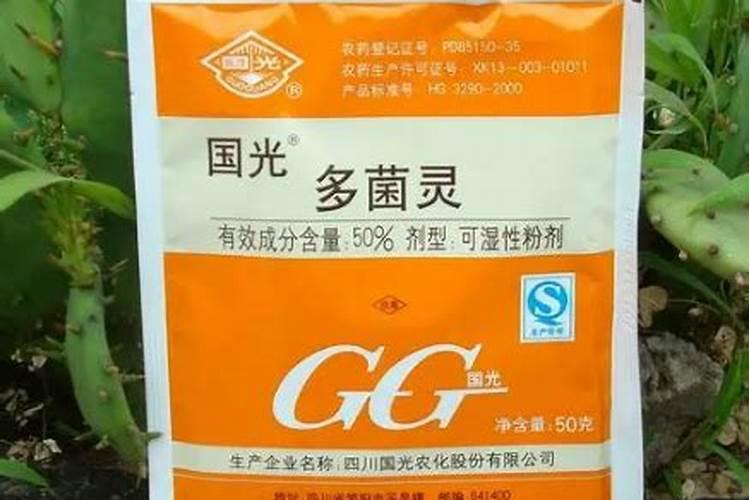 国光
GUOGUANG ®
农药登记证号:PD85150-35
农药生产许可证号:XK13-003-01011
产品标准号 HG 3290-2000
国光®
多菌灵
有效成分含量:50% 剂型:可湿性粉剂
GG国光
净含量:50克
生产企业名称:四川国光农化股份有限公司
邮编 641400